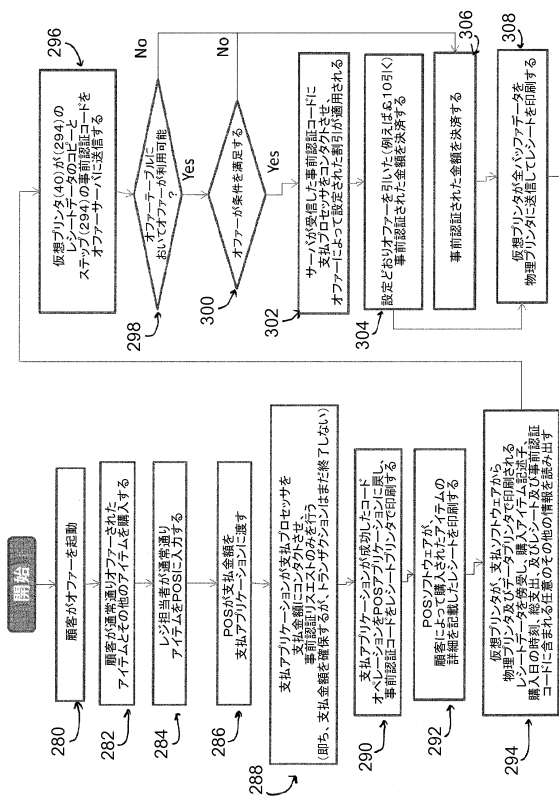 開始
280
顧客がオファーを起動
282
顧客が通常通りオファーされた
アイテムとその他のアイテムを購入する
284
レジ担当者が通常通り
アイテムをPOSに入力する
286
POSが支払金額を
支払アプリケーションに渡す
288
支払アプリケーションが支払プロセッサを
支払金額にコンタクトさせ、
事前認証リスエストのみを行う
(即ち、支払金額を確保するが、トランザクションはまだ終了しない)
290
支払アプリケーションが成功したコード
オペレーションをPOSアプリケーションに戻し、
事前認証コードをレシートプリンタで印刷する
292
POSソフトウェアが、
顧客によって購入されたアイテムの
詳細を記載したレシートを印刷する
294
仮想プリンタが、支払ソフトウェアから
物理プリンタ及びデータプリンタで印刷される
レシートデータを傍受し、購入アイテム記述子、
購入日の時刻、総支出、及びレシート及び事前認証
コードに含まれる任意のその他の情報を読み出す
296
仮想プリンタ(40)が(294)の
レシートデータのコピーと
ステップ(294)の事前認証コードを
オファーサーバに送信する
298
オファーテーブルに
おいてオファーが利用可能
?
No
Yes
300
オファーが条件を満足する
No
Yes
302
サーバが受信した事前認証コードに
支払プロセッサをコンタクトさせ、
オファーによって設定された割引が適用される
304
設定どおりオファーを引いた(例えば£10引く)
事前認証された金額を決済する
306
事前認証された金額を決済する
308
仮想プリンタが全バッファデータを
物理プリンタに送信してレシートを印刷する